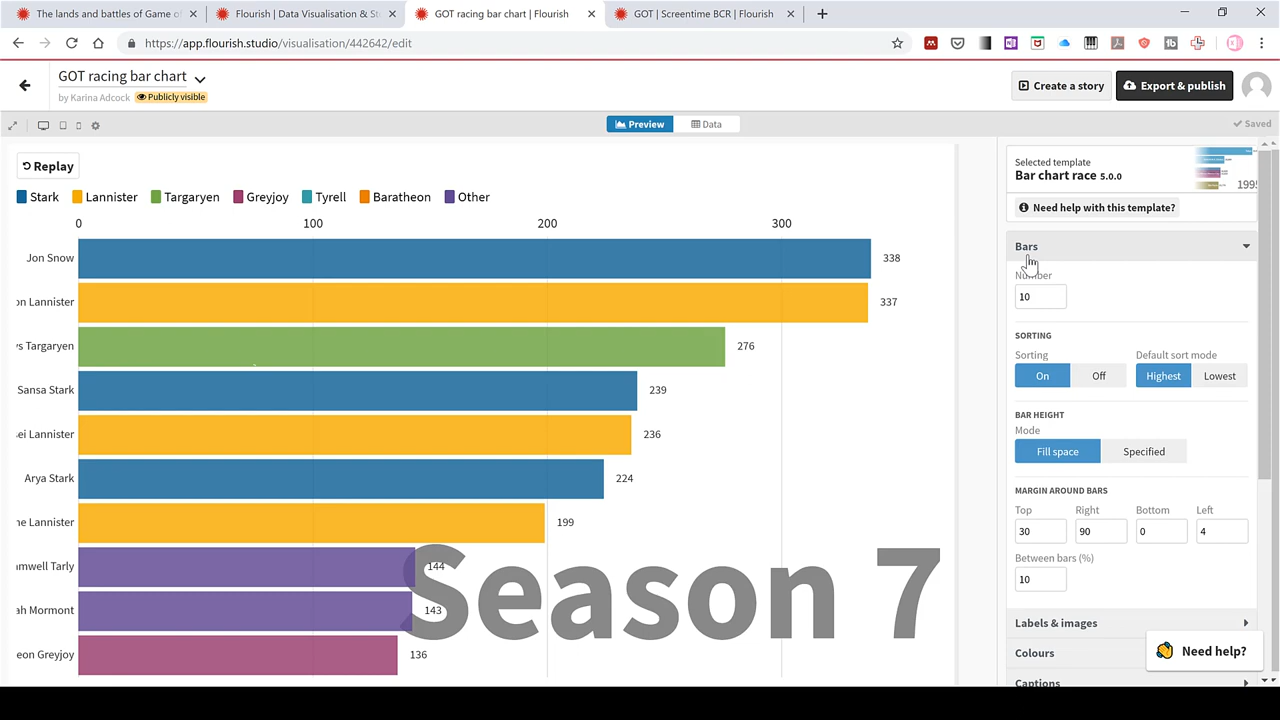 The lands and battles of Game of
Flourish | Data Visualisation & St
GOT racing bar chart | Flourish
GOT | Screentime BCR | Flourish
https://app.flourish.studio/visualisation/442642/edit
GOT racing bar chart
by Karina Adcock
Publicly visible
Create a story
Export & publish
Preview
Data
Saved
Replay
Stark
Lannister
Targaryen
Greyjoy
Tyrell
Baratheon
Other
0
100
200
300
Jon Snow
338
on Lannister
337
s Targaryen
276
Sansa Stark
239
ei Lannister
236
Arya Stark
224
ne Lannister
199
amwell Tarly
144
ah Mormont
143
eon Greyjoy
136
Season 7
Selected template
Bar chart race 5.0.0
1995
Need help with this template?
Bars
Number
10
SORTING
Sorting
Default sort mode
On
Off
Highest
Lowest
BAR HEIGHT
Mode
Fill space
Specified
MARGIN AROUND BARS
Top
Right
Bottom
Left
30
90
0
4
Between bars (%)
10
Labels & images
Colours
Captions
Need help?